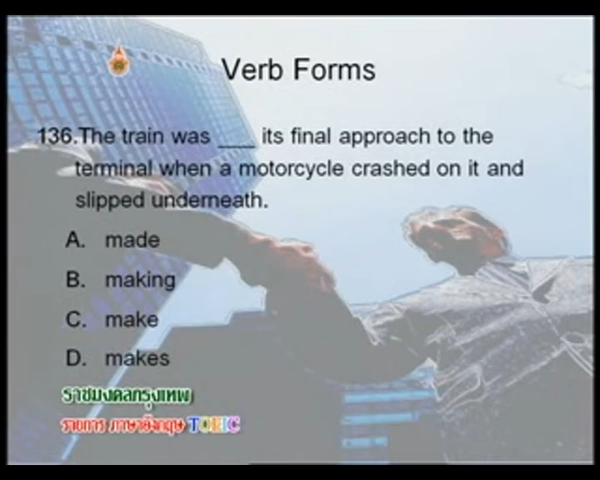 Verb Forms
136.The train was ___ its final approach to the
terminal when a motorcycle crashed on it and
slipped underneath.
A. made
B. making
C. make
D. makes
ราชมงคลกรุงเทพ
รายการ ภาษาอังกฤษ TOEIC